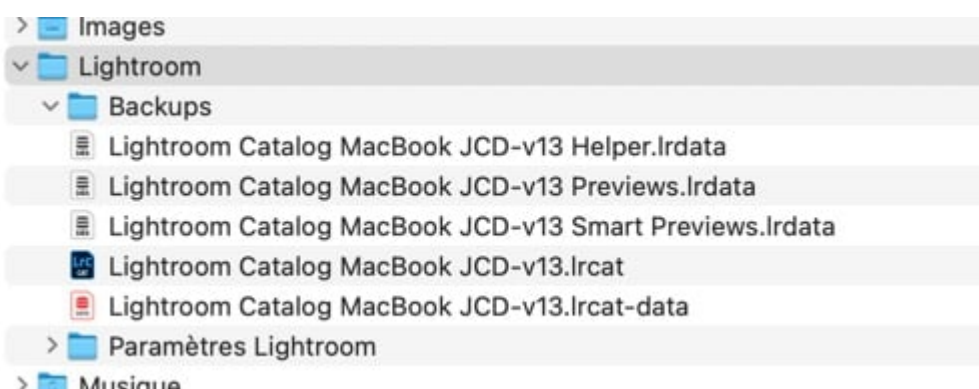 Images
Lightroom
Backups
Lightroom Catalog MacBook JCD-v13 Helper.lrdata
Lightroom Catalog MacBook JCD-v13 Previews.lrdata
Lightroom Catalog MacBook JCD-v13 Smart Previews.lrdata
Lightroom Catalog MacBook JCD-v13.lrcat
Lightroom Catalog MacBook JCD-v13.lrcat-data
Paramètres Lightroom
Musique